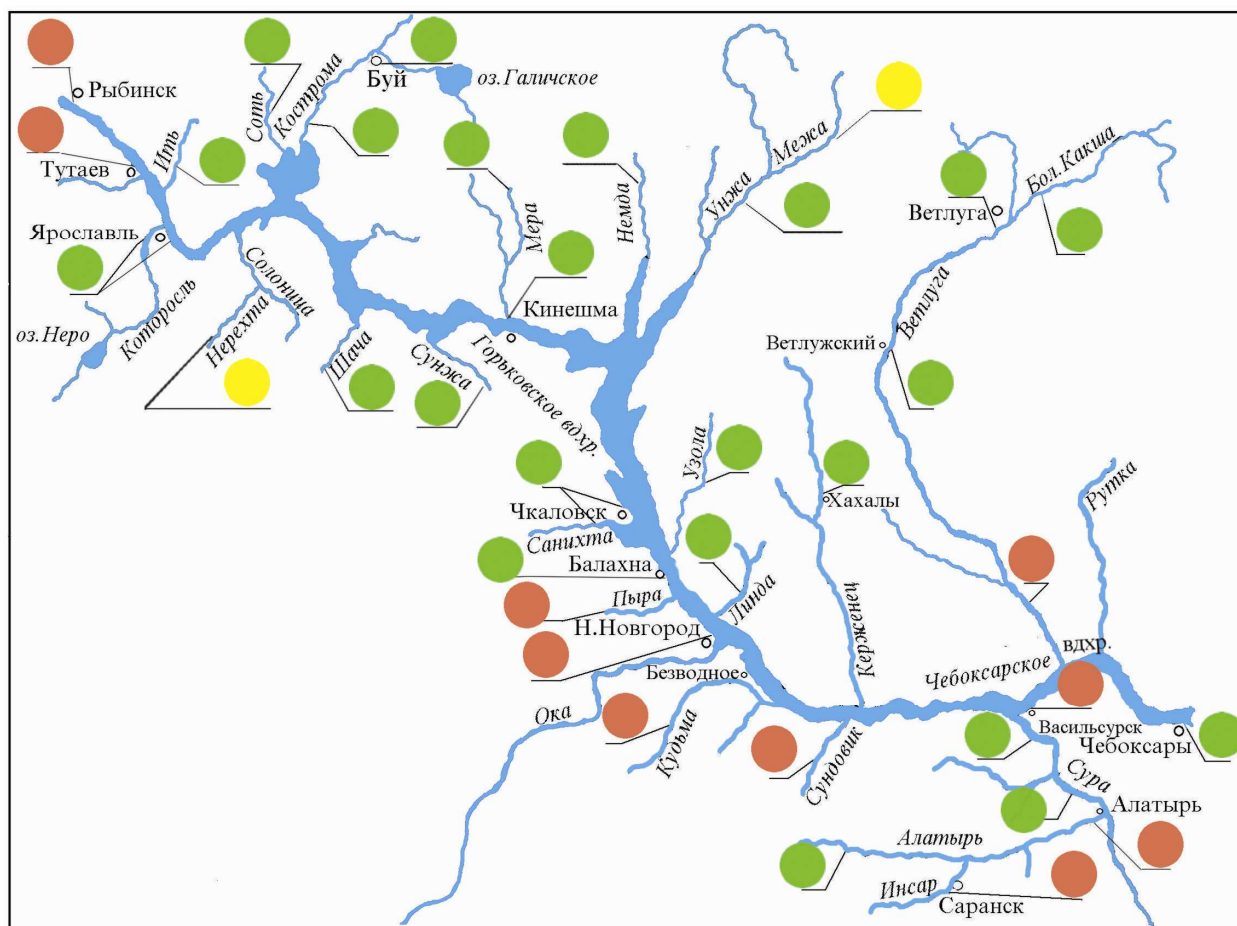 Рыбинск
Соть
Кострома
Буй
оз.Галичское
Тутаев
Ить
Немда
Унжа
Межа
Бол.Какша
Ветлуга
Ярославль
Солоница
Мера
Кинешма
оз.Неро
Которосль
Нерехта
Шача
Сунжа
Горьковское вдхр.
Ветлужский
Ветлуга
Узола
Чкаловск
Санихта
Хахалы
Рутка
Балахна
Пыра
Линда
Н.Новгород
Керженец
Безводное
Чебоксарское
вдхр.
Ока
Кудьма
Сундовик
Васильсурск
Чебоксары
Сура
Алатырь
Алатырь
Инсар
Саранск